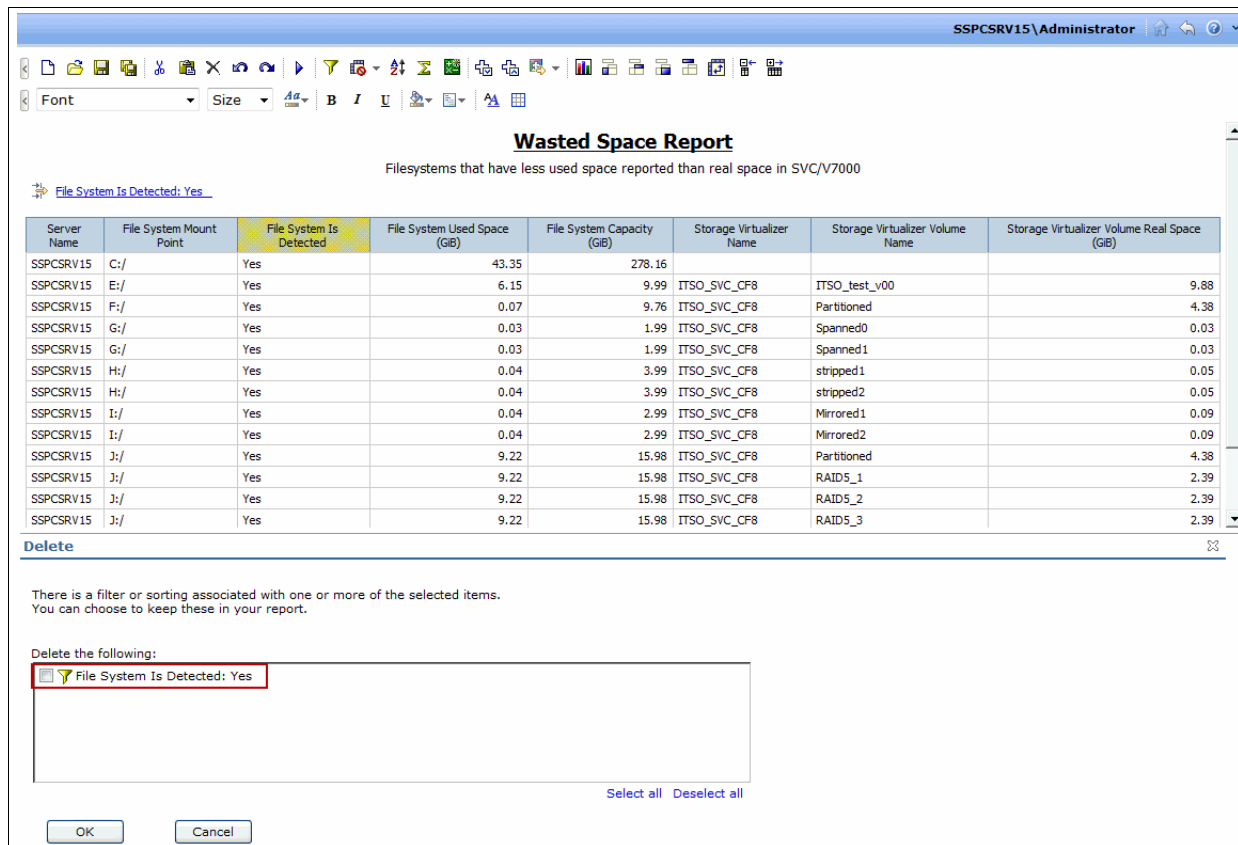 SSPCSRV15\Administrator
Font Size B I U
Wasted Space Report
Filesystems that have less used space reported than real space in SVC/V7000
File System Is Detected: Yes
Server Name File System Mount Point File System Is Detected File System Used Space (GiB) File System Capacity (GiB) Storage Virtualizer Name Storage Virtualizer Volume Name Storage Virtualizer Volume Real Space (GiB)
SSPCSRV15 C:/ Yes 43.35 278.16
SSPCSRV15 E:/ Yes 6.15 9.99 ITSO_SVC_CF8 ITSO_test_v00 9.88
SSPCSRV15 F:/ Yes 0.07 9.76 ITSO_SVC_CF8 Partitioned 4.38
SSPCSRV15 G:/ Yes 0.03 1.99 ITSO_SVC_CF8 Spanned0 0.03
SSPCSRV15 G:/ Yes 0.03 1.99 ITSO_SVC_CF8 Spanned1 0.03
SSPCSRV15 H:/ Yes 0.04 3.99 ITSO_SVC_CF8 stripped1 0.05
SSPCSRV15 H:/ Yes 0.04 3.99 ITSO_SVC_CF8 stripped2 0.05
SSPCSRV15 I:/ Yes 0.04 2.99 ITSO_SVC_CF8 Mirrored1 0.09
SSPCSRV15 I:/ Yes 0.04 2.99 ITSO_SVC_CF8 Mirrored2 0.09
SSPCSRV15 J:/ Yes 9.22 15.98 ITSO_SVC_CF8 Partitioned 4.38
SSPCSRV15 J:/ Yes 9.22 15.98 ITSO_SVC_CF8 RAID5_1 2.39
SSPCSRV15 J:/ Yes 9.22 15.98 ITSO_SVC_CF8 RAID5_2 2.39
SSPCSRV15 J:/ Yes 9.22 15.98 ITSO_SVC_CF8 RAID5_3 2.39
Delete
There is a filter or sorting associated with one or more of the selected items.
You can choose to keep these in your report.
Delete the following:
File System Is Detected: Yes
Select all Deselect all
OK Cancel